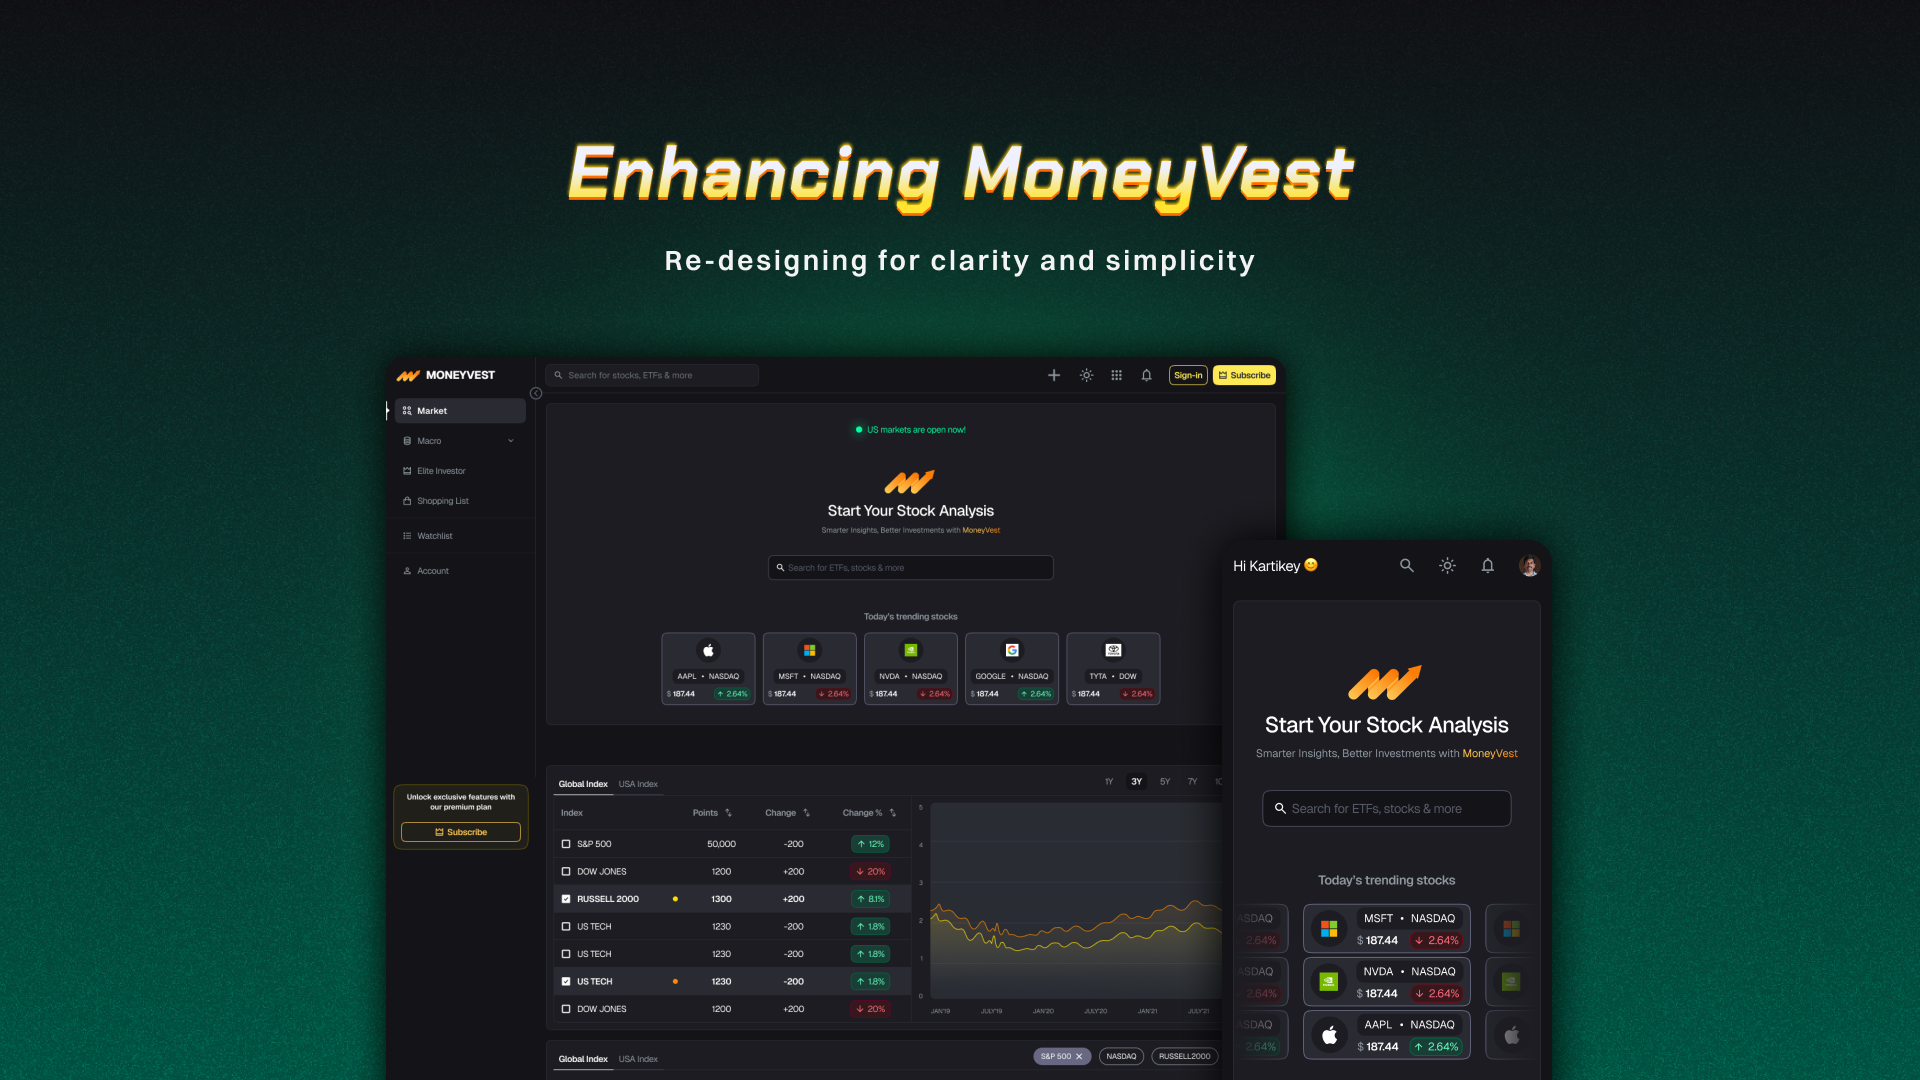 Enhancing MoneyVest
Re-designing for clarity and simplicity
MONEYVEST
Search for stocks, ETFs & more
Sign-in
Subscribe
Market
Macro
Elite Investor
Shopping List
Watchlist
Account
Unlock exclusive features with
our premium plan
Subscribe
US markets are open now!
Start Your Stock Analysis
Smarter Insights, Better Investments with MoneyVest
Search for ETFs, stocks & more
Today's trending stocks
AAPL • NASDAQ
$ 187.44 ↑ 2.64%
MSFT • NASDAQ
$ 187.44 ↓ 2.64%
NVDA • NASDAQ
$ 187.44 ↓ 2.64%
GOOGLE • NASDAQ
$ 187.44 ↑ 2.64%
TYTA • DOW
$ 187.44 ↓ 2.64%
Global Index USA Index
1Y 3Y 5Y 7Y 10
Index Points Change Change %
S&P 500 50,000 -200 ↑ 12%
DOW JONES 1200 +200 ↓ 20%
RUSSELL 2000 1300 +200 ↑ 8.1%
US TECH 1230 -200 ↑ 1.8%
US TECH 1230 -200 ↑ 1.8%
US TECH 1230 -200 ↑ 1.8%
DOW JONES 1200 +200 ↓ 20%
5
4
3
2
1
0
JAN'19 JULY'19 JAN'20 JULY'20 JAN'21 JULY'21
Global Index USA Index
S&P 500 NASDAQ RUSSELL2000
Hi Kartikey 😊
Start Your Stock Analysis
Smarter Insights, Better Investments with MoneyVest
Search for ETFs, stocks & more
Today's trending stocks
ASDAQ
2.64%
MSFT • NASDAQ
$ 187.44 ↓ 2.64%
ASDAQ
2.64%
NVDA • NASDAQ
$ 187.44 ↓ 2.64%
ASDAQ
2.64%
AAPL • NASDAQ
$ 187.44 ↑ 2.64%